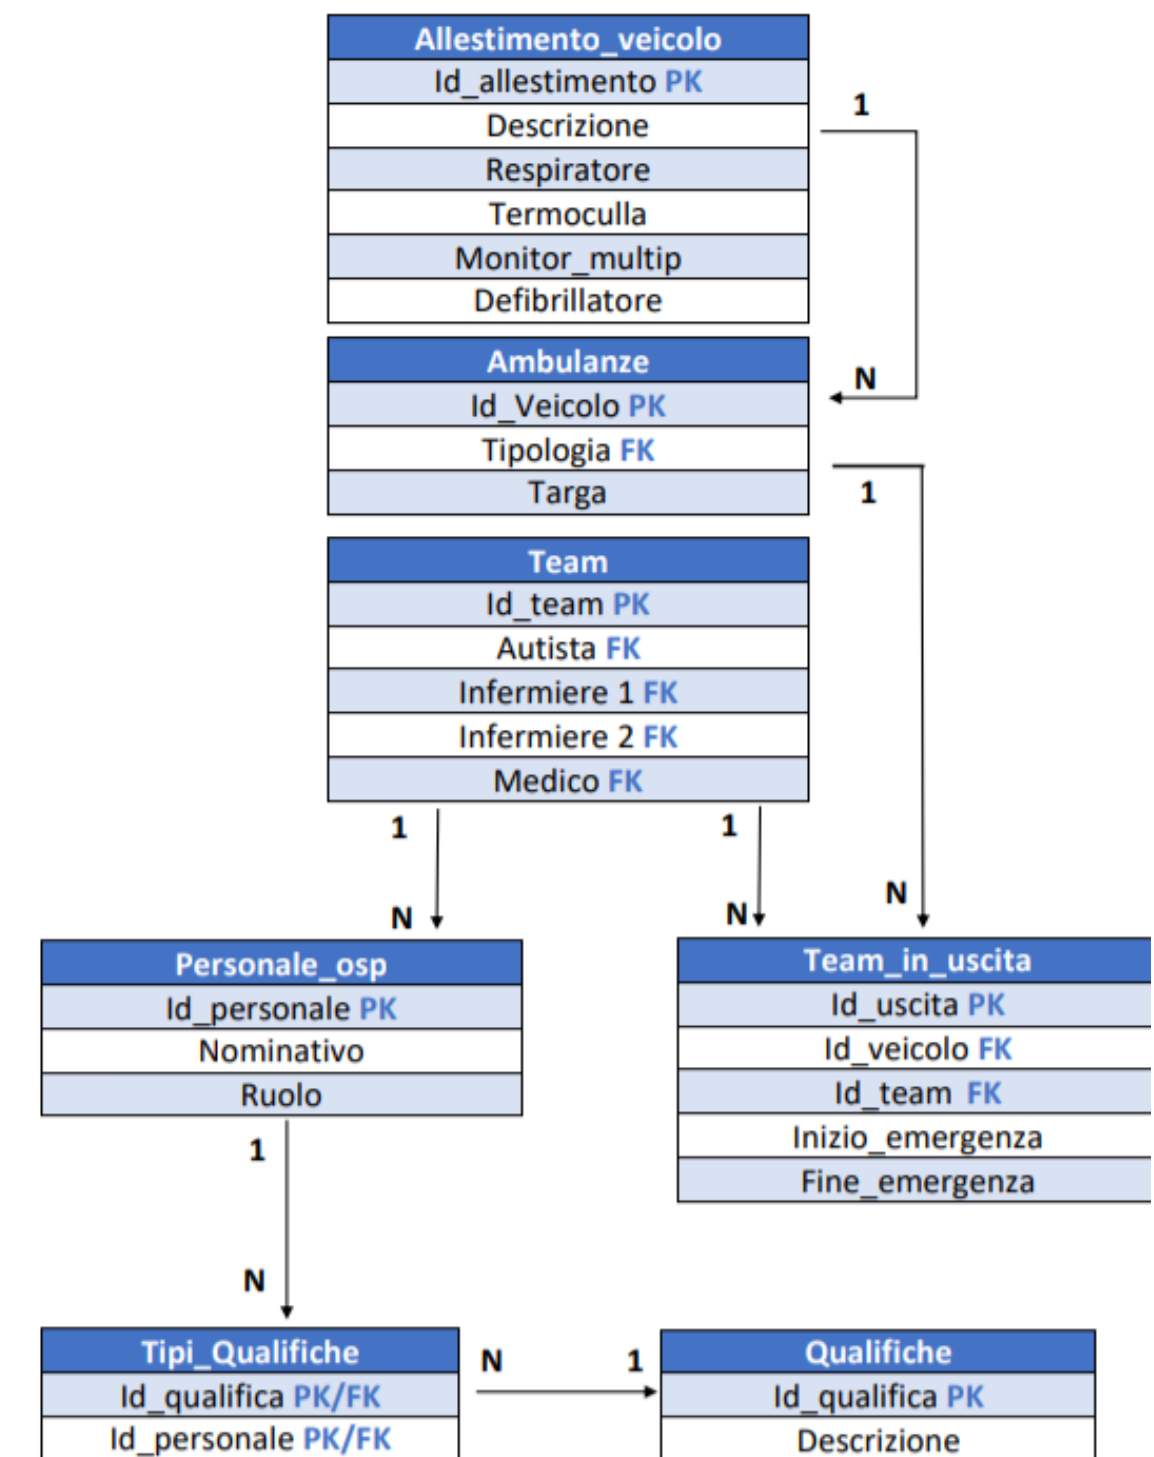 Allestimento_veicolo
Id_allestimento PK
1
Descrizione
Respiratore
Termoculla
Monitor_multip
Defibrillatore
Ambulanze
N
Id_Veicolo PK
Tipologia FK
1
Targa
Team
Id_team PK
Autista FK
Infermiere 1 FK
Infermiere 2 FK
Medico FK
1
1
N
N
N
Personale_osp
Id_personale PK
Nominativo
Ruolo
Team_in_uscita
Id_uscita PK
Id_veicolo FK
Id_team FK
Inizio_emergenza
Fine_emergenza
1
N
Tipi_Qualifiche
Id_qualifica PK/FK
Id_personale PK/FK
N
1
Qualifiche
Id_qualifica PK
Descrizione